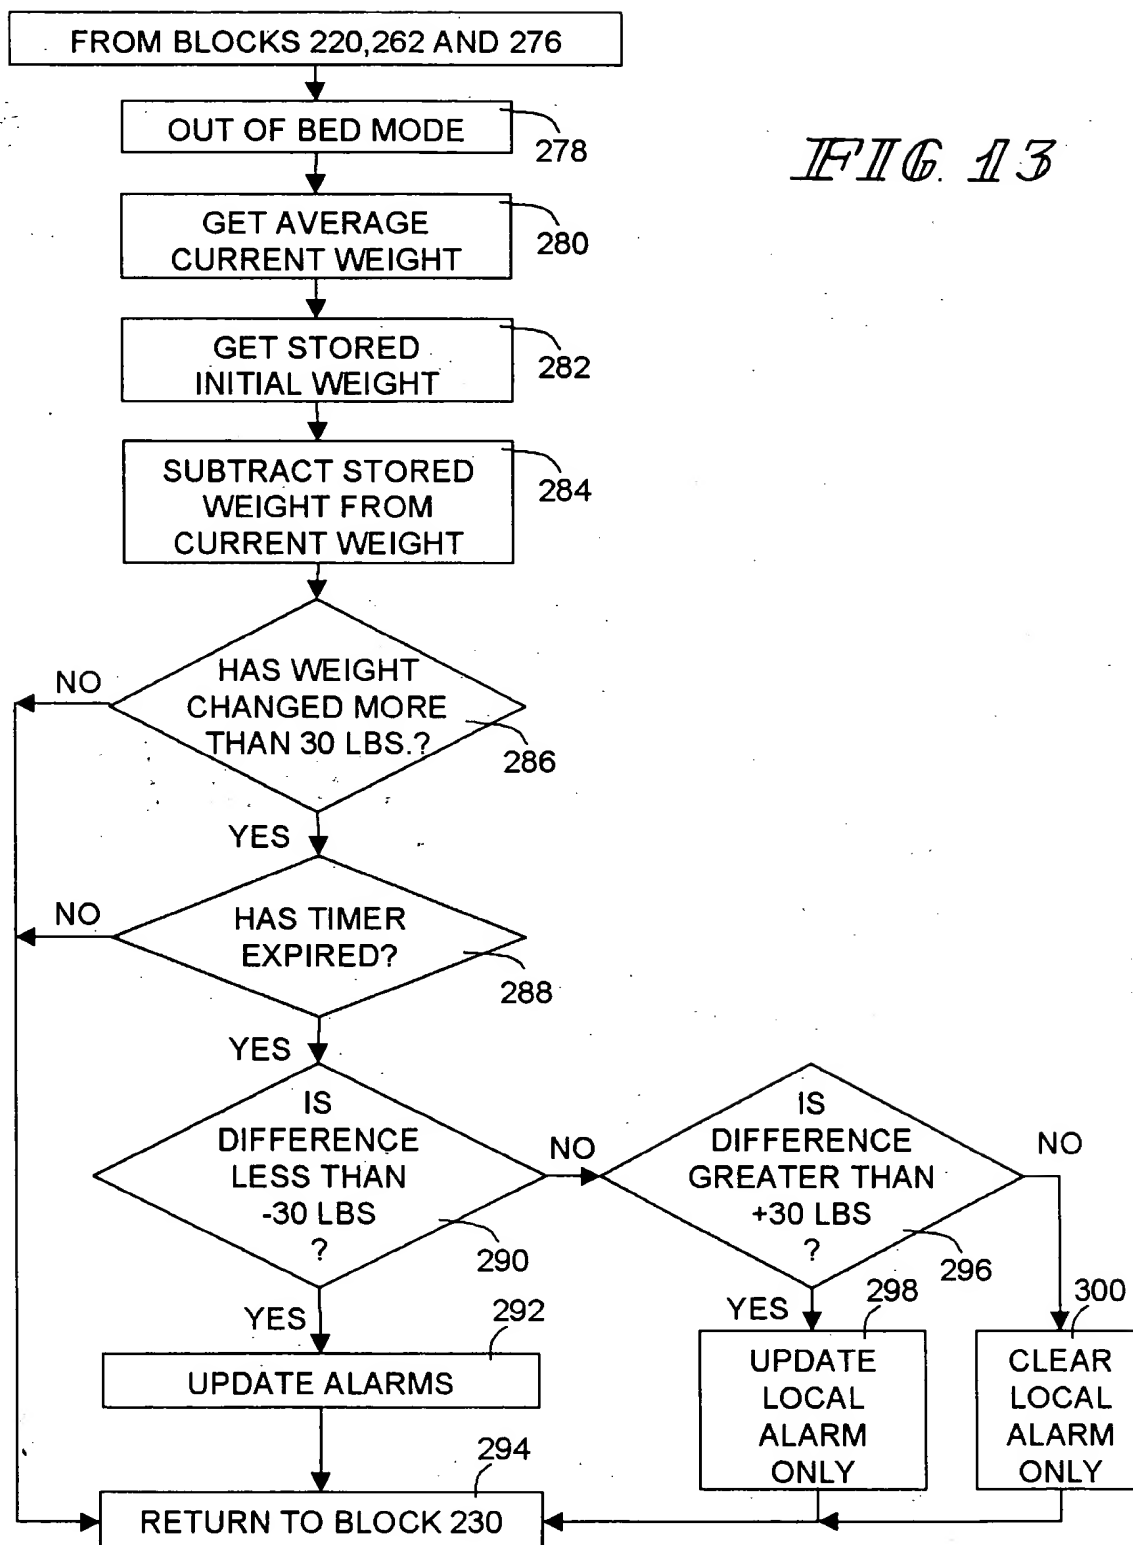 FROM BLOCKS 220,262 AND 276
OUT OF BED MODE
278
FIG. 13
GET AVERAGE
CURRENT WEIGHT
280
GET STORED
INITIAL WEIGHT
282
SUBTRACT STORED
WEIGHT FROM
CURRENT WEIGHT
284
HAS WEIGHT
CHANGED MORE
THAN 30 LBS.?
286
NO
YES
HAS TIMER
EXPIRED?
288
NO
YES
IS
DIFFERENCE
LESS THAN
-30 LBS
?
290
NO
YES
IS
DIFFERENCE
GREATER THAN
+30 LBS
?
296
NO
YES
292
UPDATE ALARMS
298
UPDATE
LOCAL
ALARM
ONLY
300
CLEAR
LOCAL
ALARM
ONLY
294
RETURN TO BLOCK 230